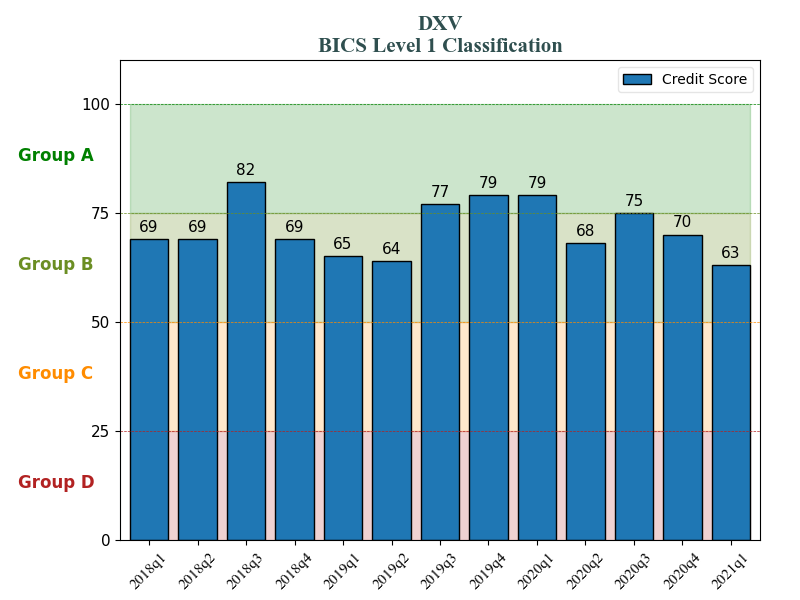 DXV
BICS Level 1 Classification
Credit Score
100
75
50
25
0
Group A
Group B
Group C
Group D
69
69
82
69
65
64
77
79
79
68
75
70
63
2018q1
2018q2
2018q3
2018q4
2019q1
2019q2
2019q3
2019q4
2020q1
2020q2
2020q3
2020q4
2021q1